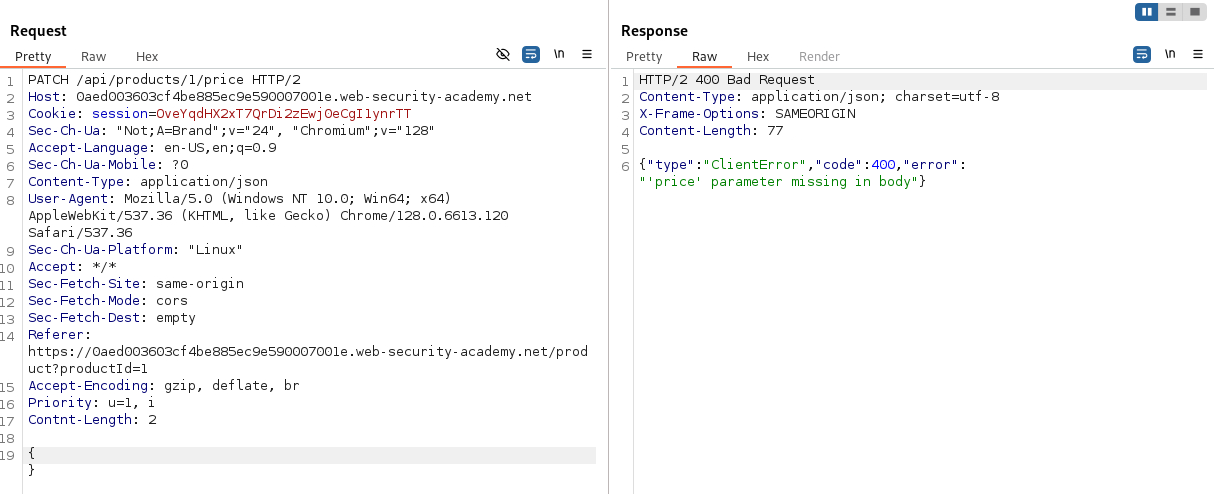 Request
Pretty Raw Hex
\n
1 PATCH /api/products/1/price HTTP/2
2 Host: 0aed003603cf4be885ec9e590007001e.web-security-academy.net
3 Cookie: session=OveYqdHX2xT7QrDi2zEwjOeCgI1ynrTT
4 Sec-Ch-Ua: "Not;A=Brand";v="24", "Chromium";v="128"
5 Accept-Language: en-US,en;q=0.9
6 Sec-Ch-Ua-Mobile: ?0
7 Content-Type: application/json
8 User-Agent: Mozilla/5.0 (Windows NT 10.0; Win64; x64)
AppleWebKit/537.36 (KHTML, like Gecko) Chrome/128.0.6613.120
Safari/537.36
9 Sec-Ch-Ua-Platform: "Linux"
10 Accept: */*
11 Sec-Fetch-Site: same-origin
12 Sec-Fetch-Mode: cors
13 Sec-Fetch-Dest: empty
14 Referer:
https://0aed003603cf4be885ec9e590007001e.web-security-academy.net/prod
uct?productId=1
15 Accept-Encoding: gzip, deflate, br
16 Priority: u=1, i
17 Contnt-Length: 2
18
19 {
}
Response
Pretty Raw Hex Render
\n
1 HTTP/2 400 Bad Request
2 Content-Type: application/json; charset=utf-8
3 X-Frame-Options: SAMEORIGIN
4 Content-Length: 77
5
6 {"type":"ClientError","code":400,"error":
"'price' parameter missing in body"}